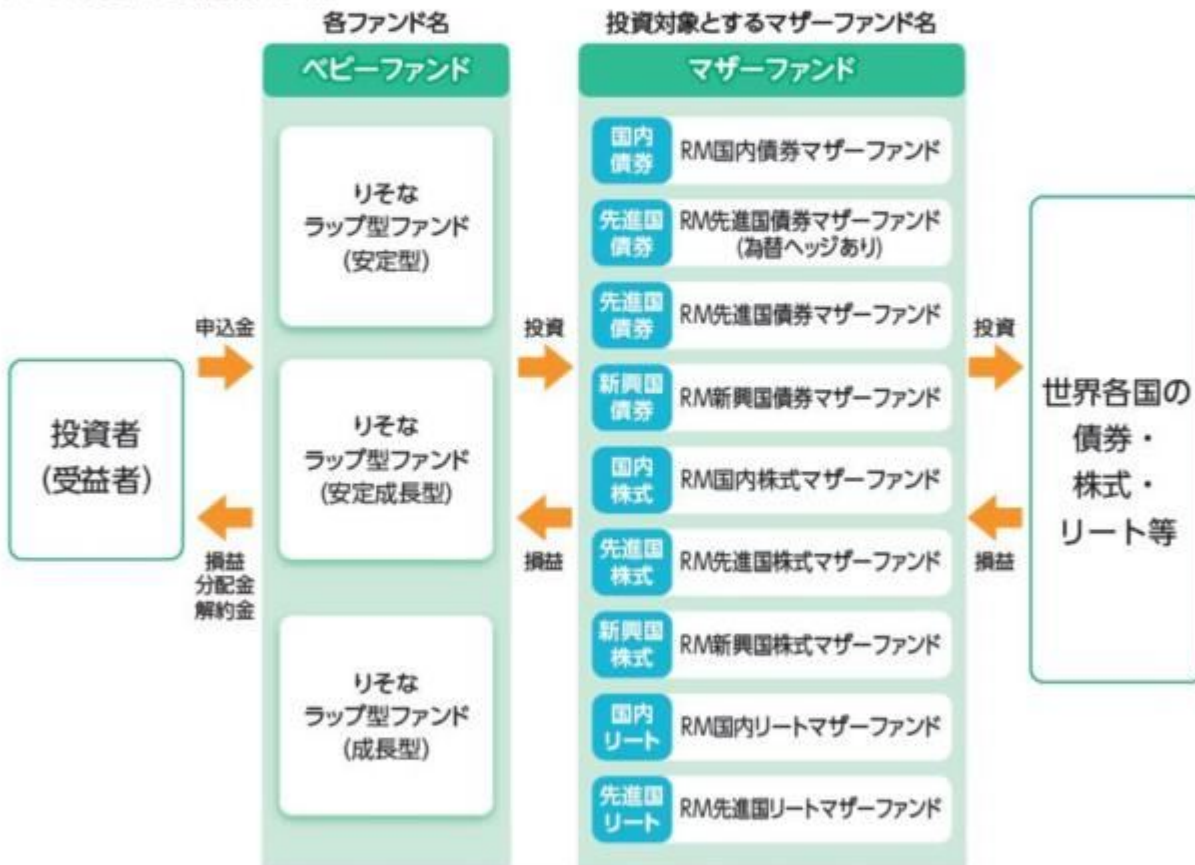 各ファンド名
投資対象とするマザーファンド名
ベビーファンド
マザーファンド
投資者
(受益者)
申込金
損益
分配金
解約金
りそな
ラップ型ファンド
(安定型)
りそな
ラップ型ファンド
(安定成長型)
りそな
ラップ型ファンド
(成長型)
投資
損益
国内
債券
RM国内債券マザーファンド
先進国
債券
RM先進国債券マザーファンド
(為替ヘッジあり)
先進国
債券
RM先進国債券マザーファンド
新興国
債券
RM新興国債券マザーファンド
国内
株式
RM国内株式マザーファンド
先進国
株式
RM先進国株式マザーファンド
新興国
株式
RM新興国株式マザーファンド
国内
リート
RM国内リートマザーファンド
先進国
リート
RM先進国リートマザーファンド
投資
損益
世界各国の
債券・
株式・
リート等